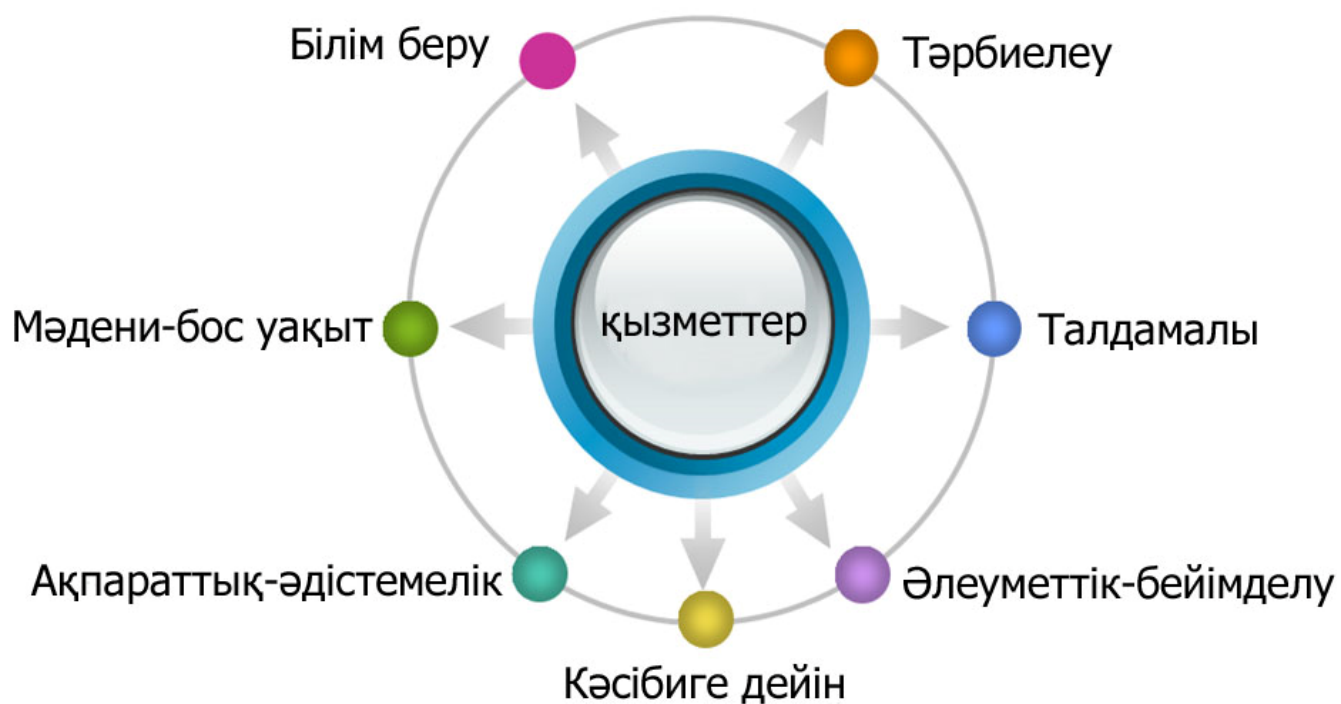 Білім беру
Тәрбиелеу
Мәдени-бос уақыт
қызметтер
Талдамалы
Ақпараттық-әдістемелік
Әлеуметтік-бейімделу
Кәсібиге дейін